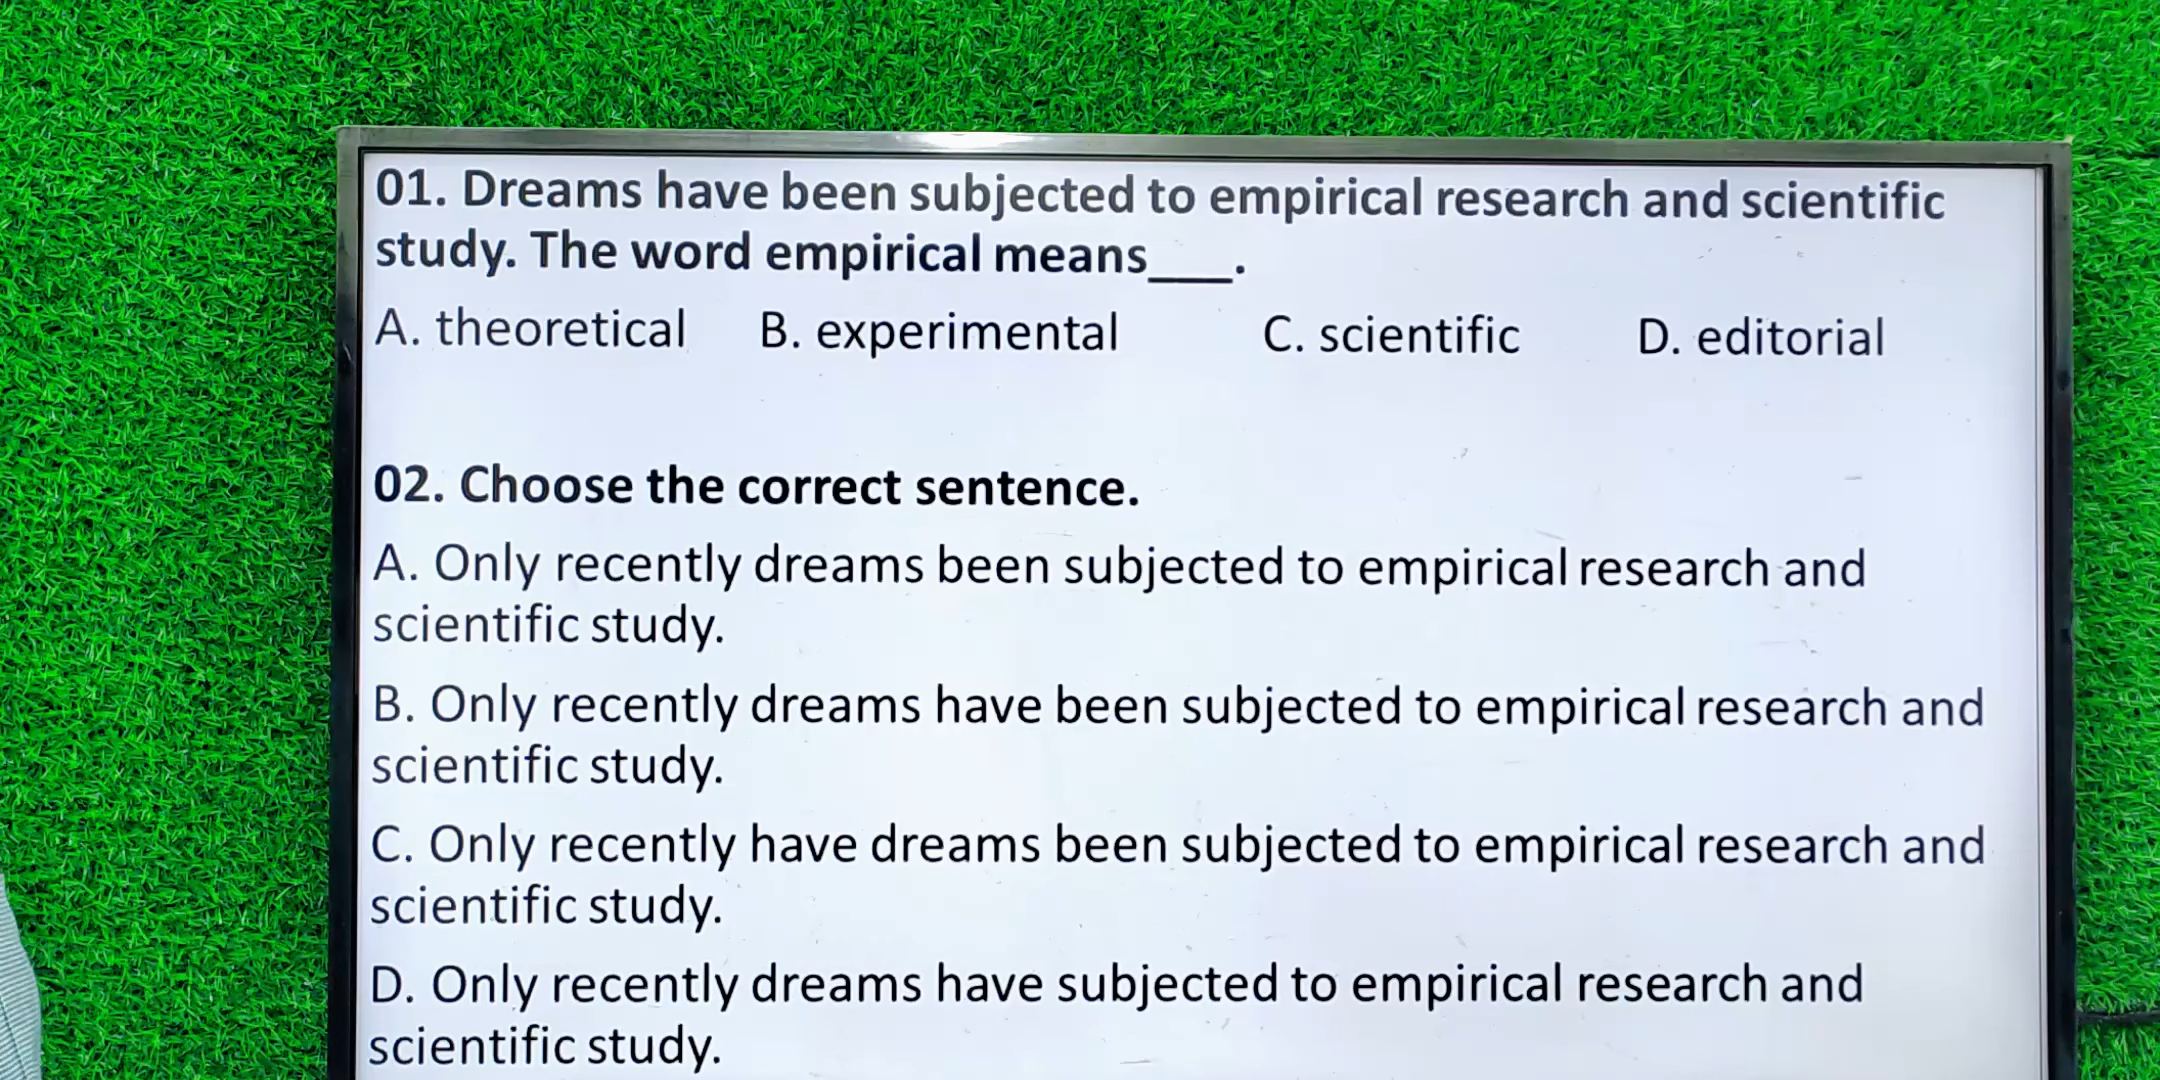 01. Dreams have been subjected to empirical research and scientific
study. The word empirical means____.
A. theoretical B. experimental C. scientific D. editorial
02. Choose the correct sentence.
A. Only recently dreams been subjected to empirical research and
scientific study.
B. Only recently dreams have been subjected to empirical research and
scientific study.
C. Only recently have dreams been subjected to empirical research and
scientific study.
D. Only recently dreams have subjected to empirical research and
scientific study.